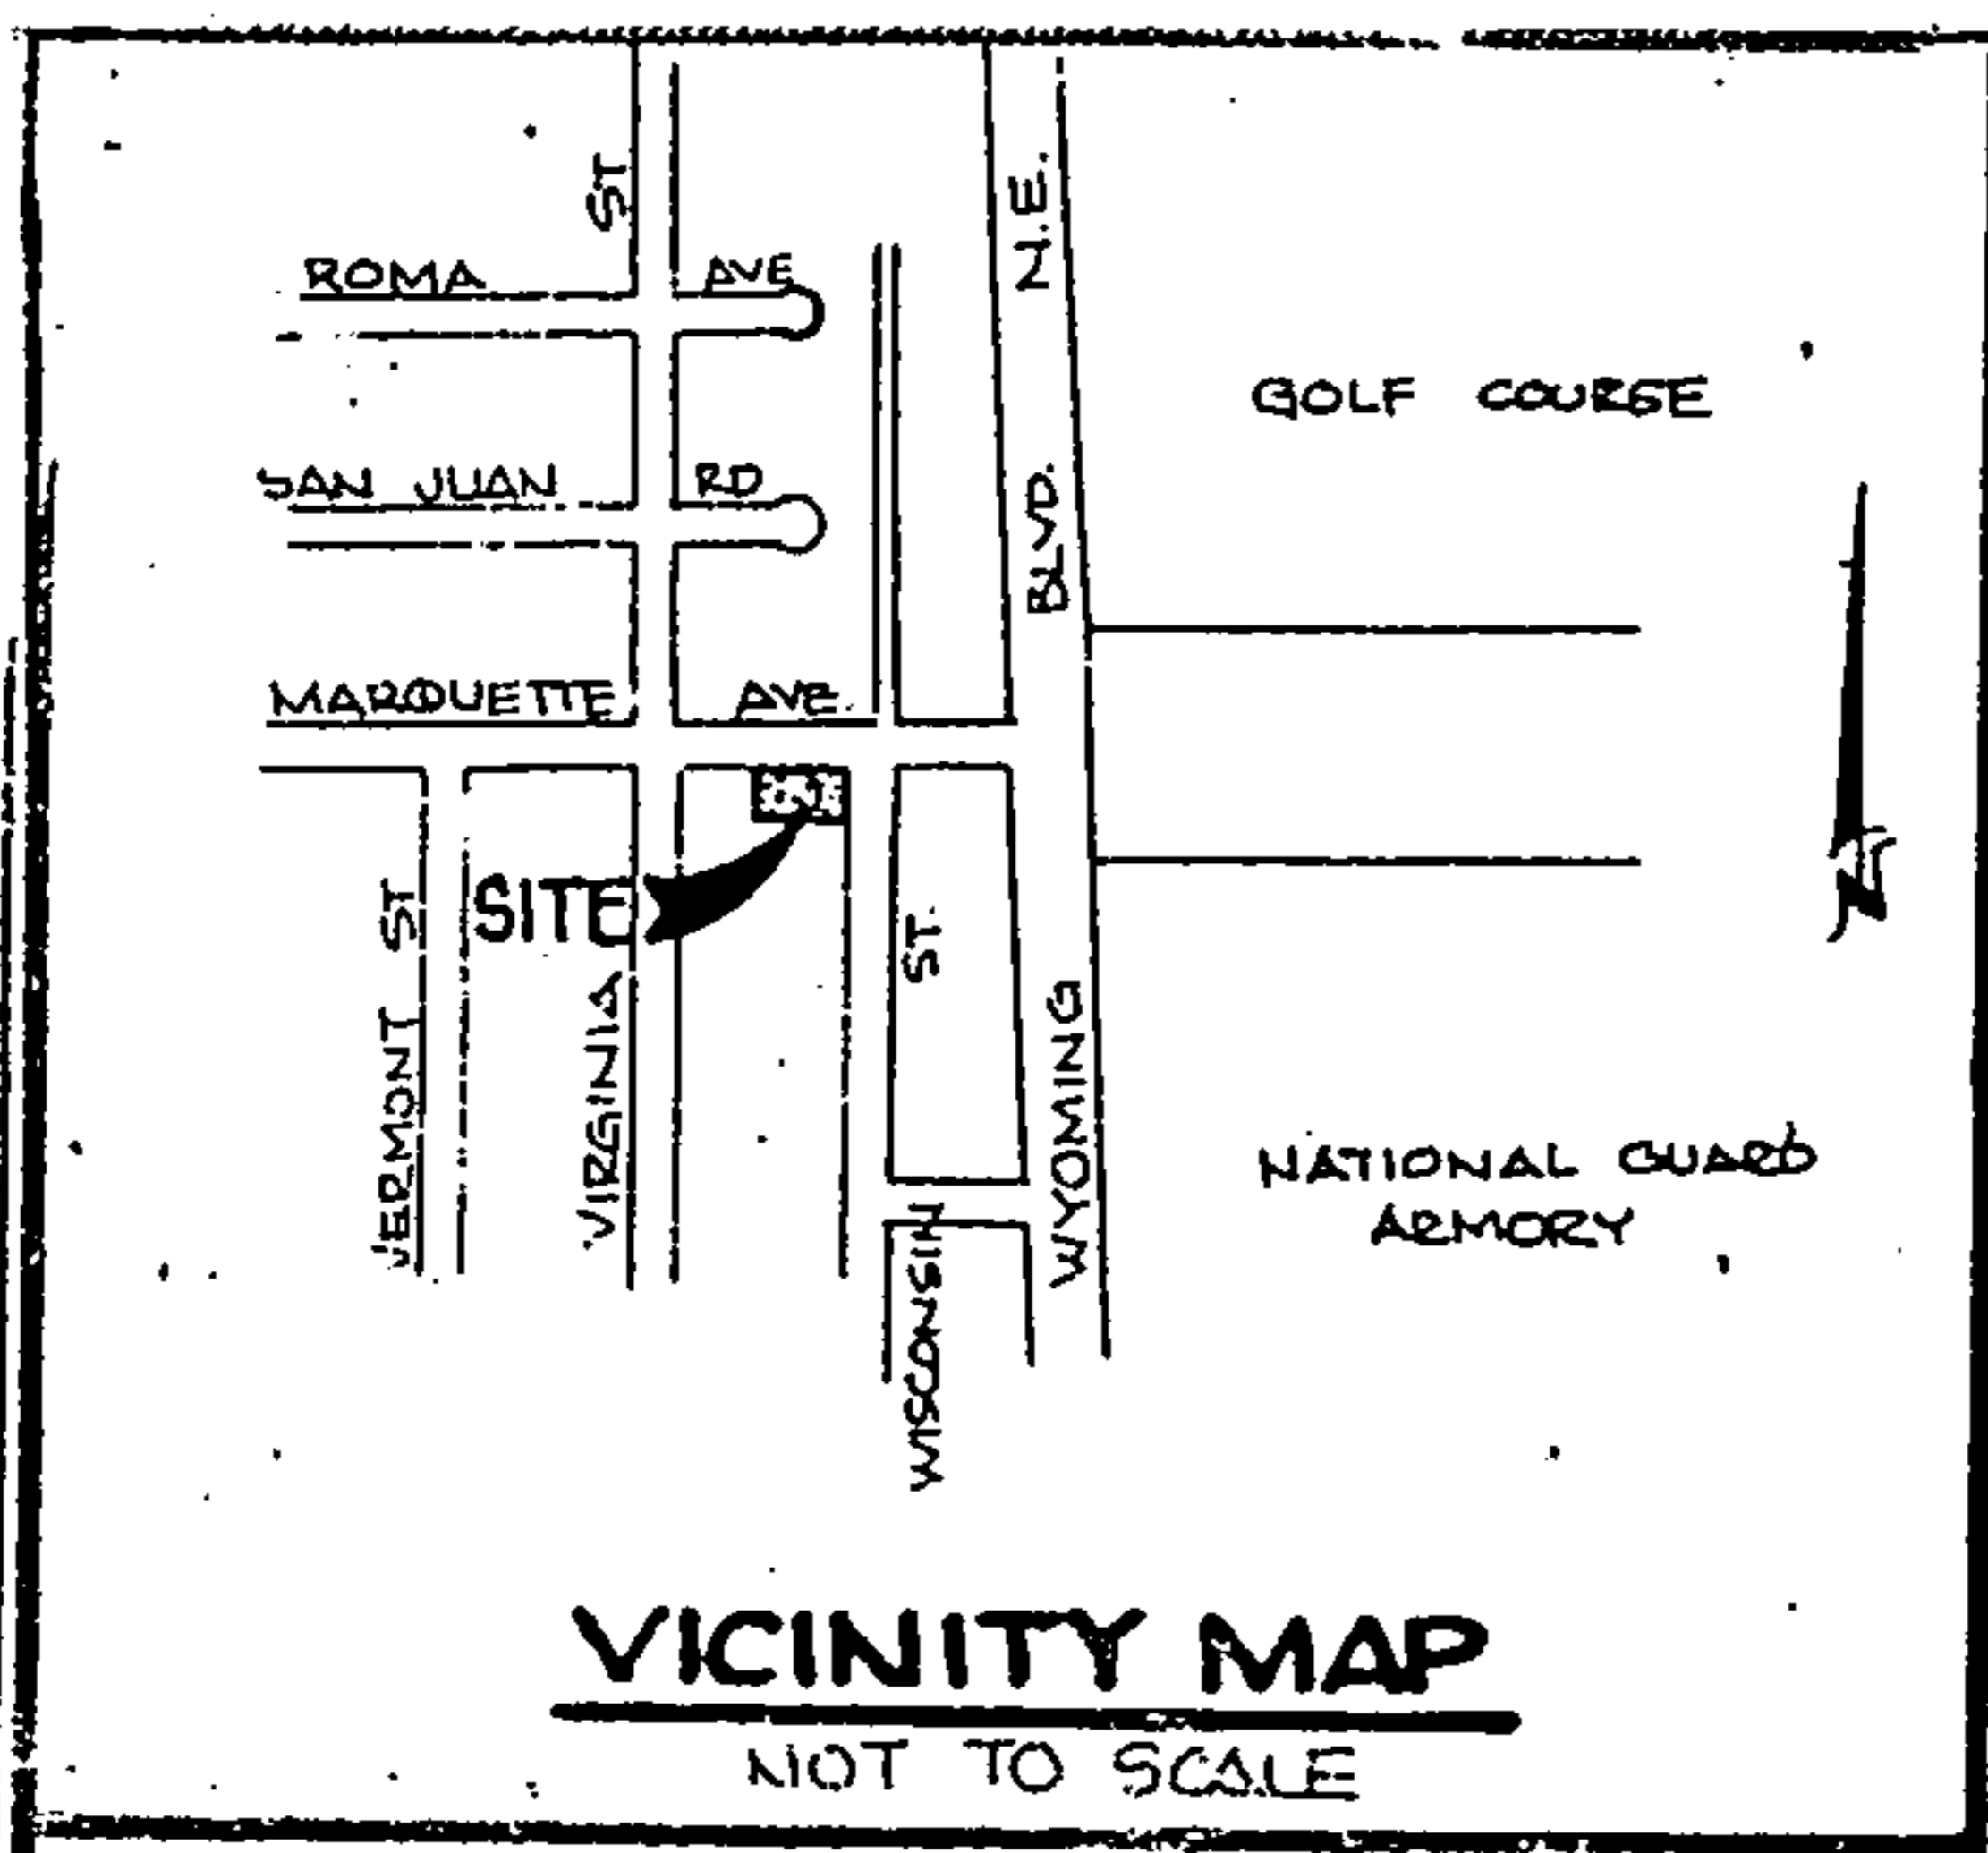 ST
N.E.
ROMA AVE
GOLF COURSE
SAN JUAN RD
BLVD.
MARQUETTE AVE.
SITE
VERMONT ST
VIRGINIA
ST.
WISCONSIN
WYOMING
N
NATIONAL GUARD
ARMORY
VICINITY MAP
NOT TO SCALE